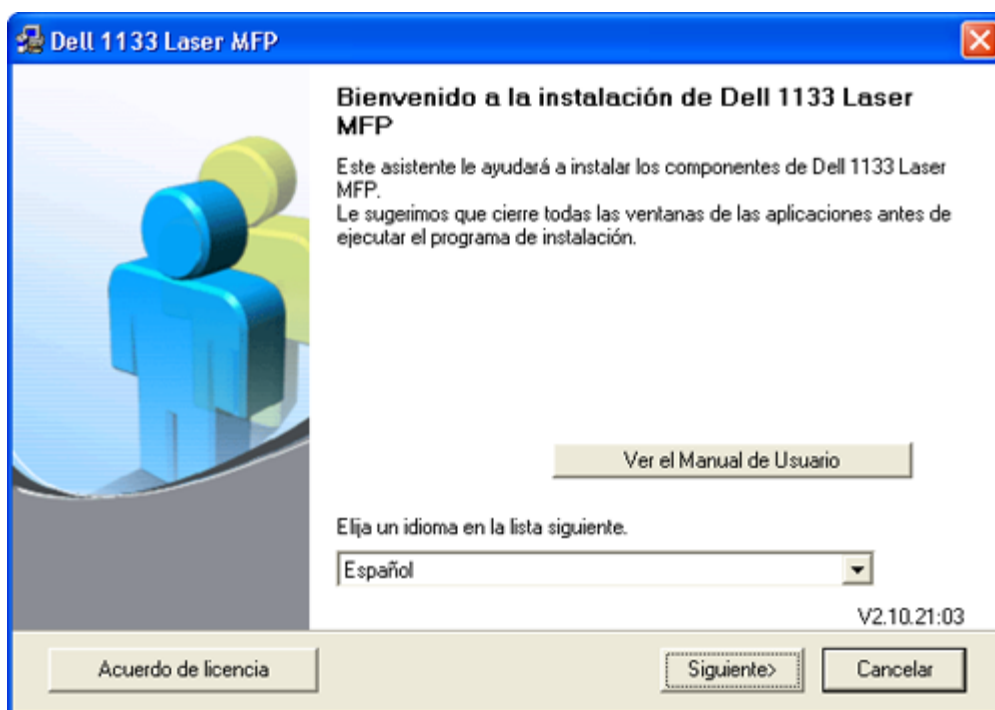 Dell 1133 Laser MFP
Bienvenido a la instalación de Dell 1133 Laser
MFP
Este asistente le ayudará a instalar los componentes de Dell 1133 Laser
MFP.
Le sugerimos que cierre todas las ventanas de las aplicaciones antes de
ejecutar el programa de instalación.
Ver el Manual de Usuario
Elija un idioma en la lista siguiente.
Español
V2.10.21:03
Acuerdo de licencia
Siguiente>
Cancelar